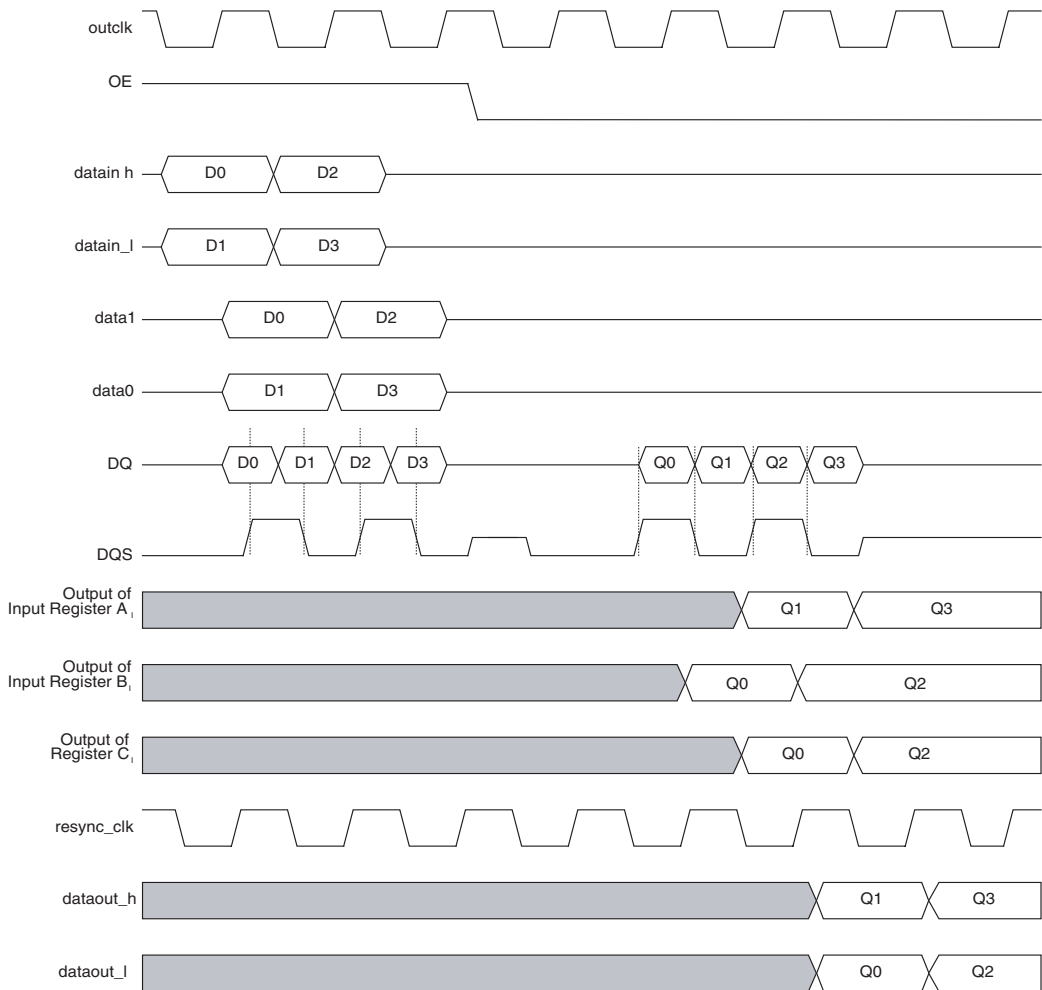 outclk
OE
datain h
D0 D2
datain_l
D1 D3
data1
D0 D2
data0
D1 D3
DQ
D0 D1 D2 D3 Q0 Q1 Q2 Q3
DQS
Output of
Input Register A I
Q1 Q3
Output of
Input Register B I
Q0 Q2
Output of
Register C I
Q0 Q2
resync_clk
dataout_h
Q1 Q3
dataout_l
Q0 Q2